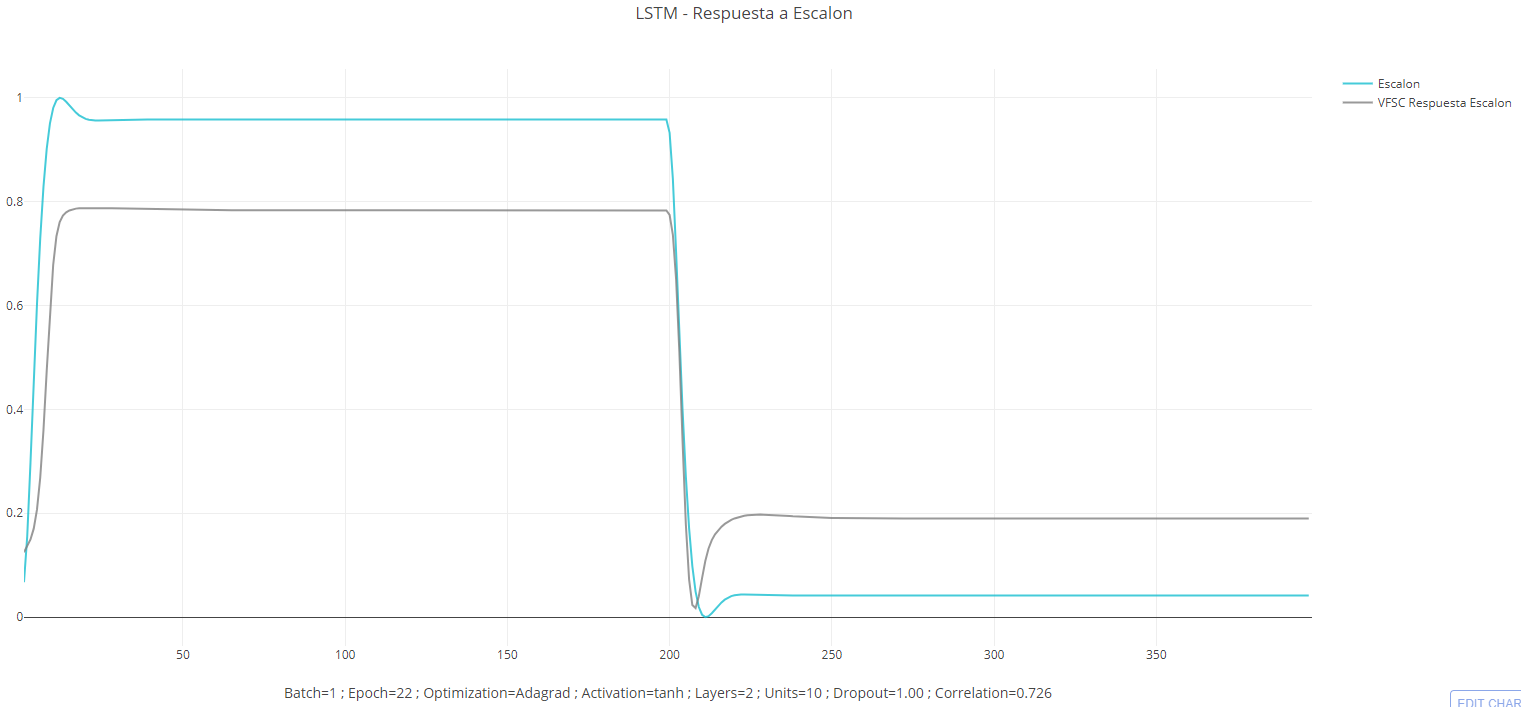 LSTM - Respuesta a Escalon
Escalon
VFSC Respuesta Escalon
1
0.8
0.6
0.4
0.2
0
50 100 150 200 250 300 350
Batch=1 ; Epoch=22 ; Optimization=Adagrad ; Activation=tanh ; Layers=2 ; Units=10 ; Dropout=1.00 ; Correlation=0.726
EDIT CHAR